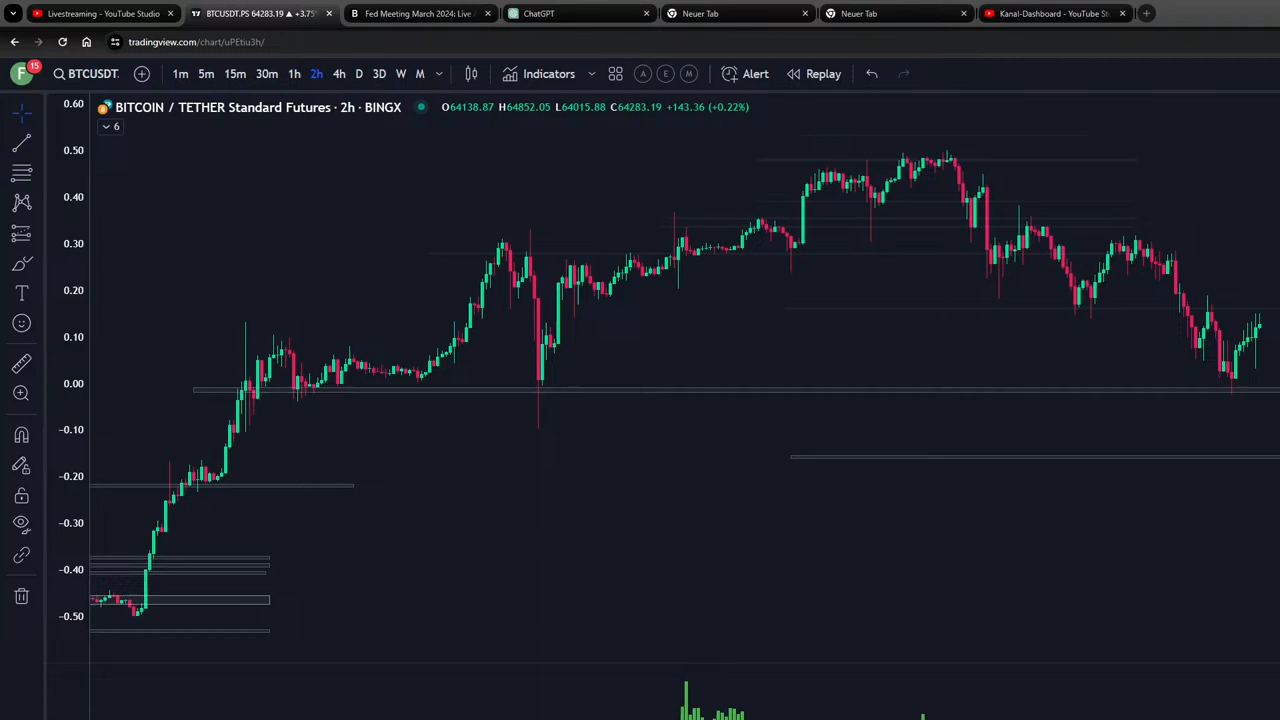 Livestreaming - YouTube Studio
BTCUSDT.PS 64283.19 ▲ +3.75%
Fed Meeting March 2024: Live
ChatGPT
Neuer Tab
Neuer Tab
Kanal-Dashboard - YouTube St
tradingview.com/chart/uPEtiu3h/
F 15 BTCUSDT. 1m 5m 15m 30m 1h 2h 4h D 3D W M Indicators A E M Alert Replay
BITCOIN / TETHER Standard Futures · 2h · BINGX O64138.87 H64852.05 L64015.88 C64283.19 +143.36 (+0.22%)
6
0.60
0.50
0.40
0.30
0.20
0.10
0.00
−0.10
−0.20
−0.30
−0.40
−0.50